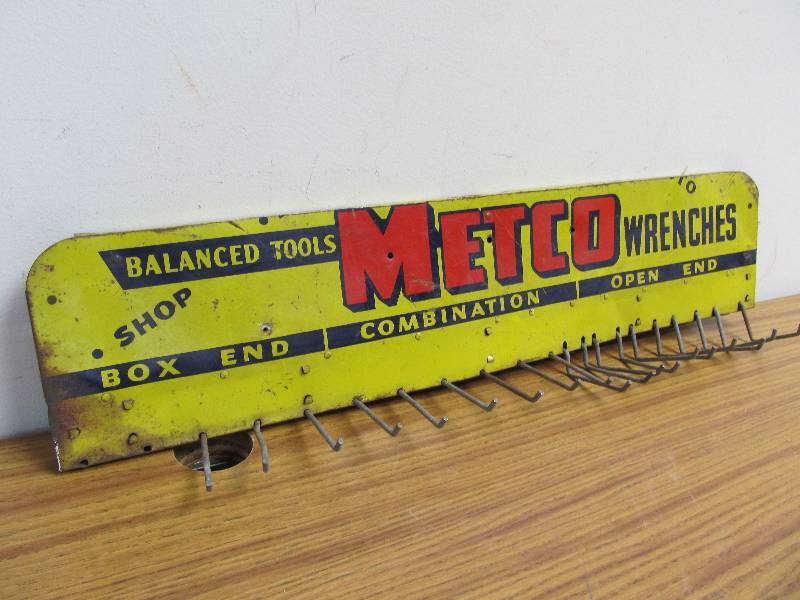 BALANCED TOOLS METCO WRENCHES
SHOP
BOX END COMBINATION OPEN END